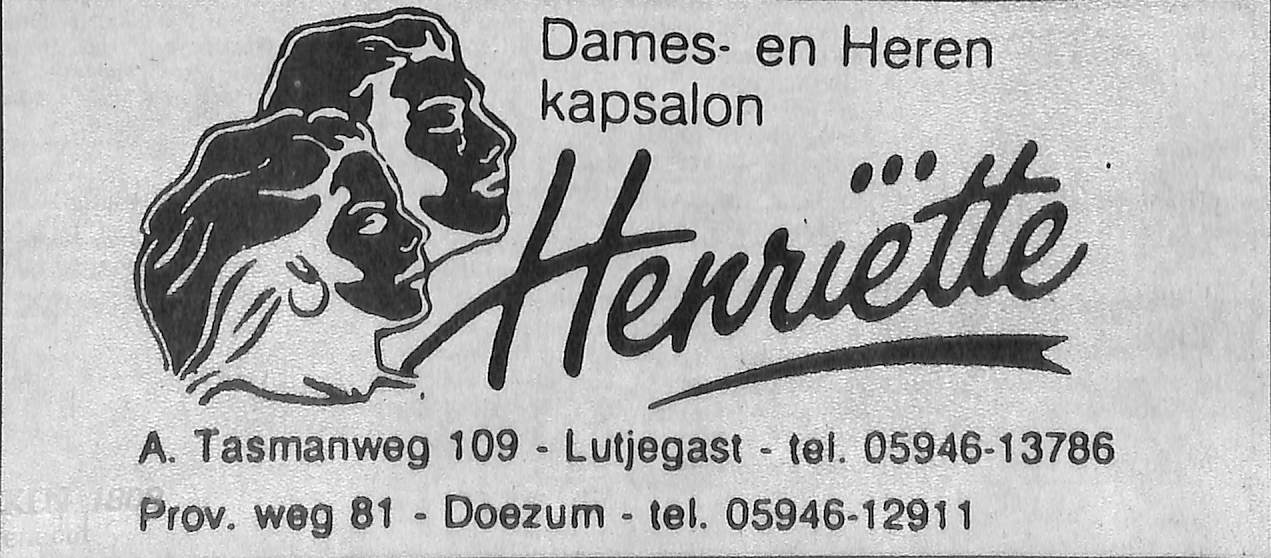 Dames- en Heren
kapsalon
Henriëtte
A. Tasmanweg 109 - Lutjegast - tel. 05946-13786
Prov. weg 81 - Doezum - tel. 05946-12911